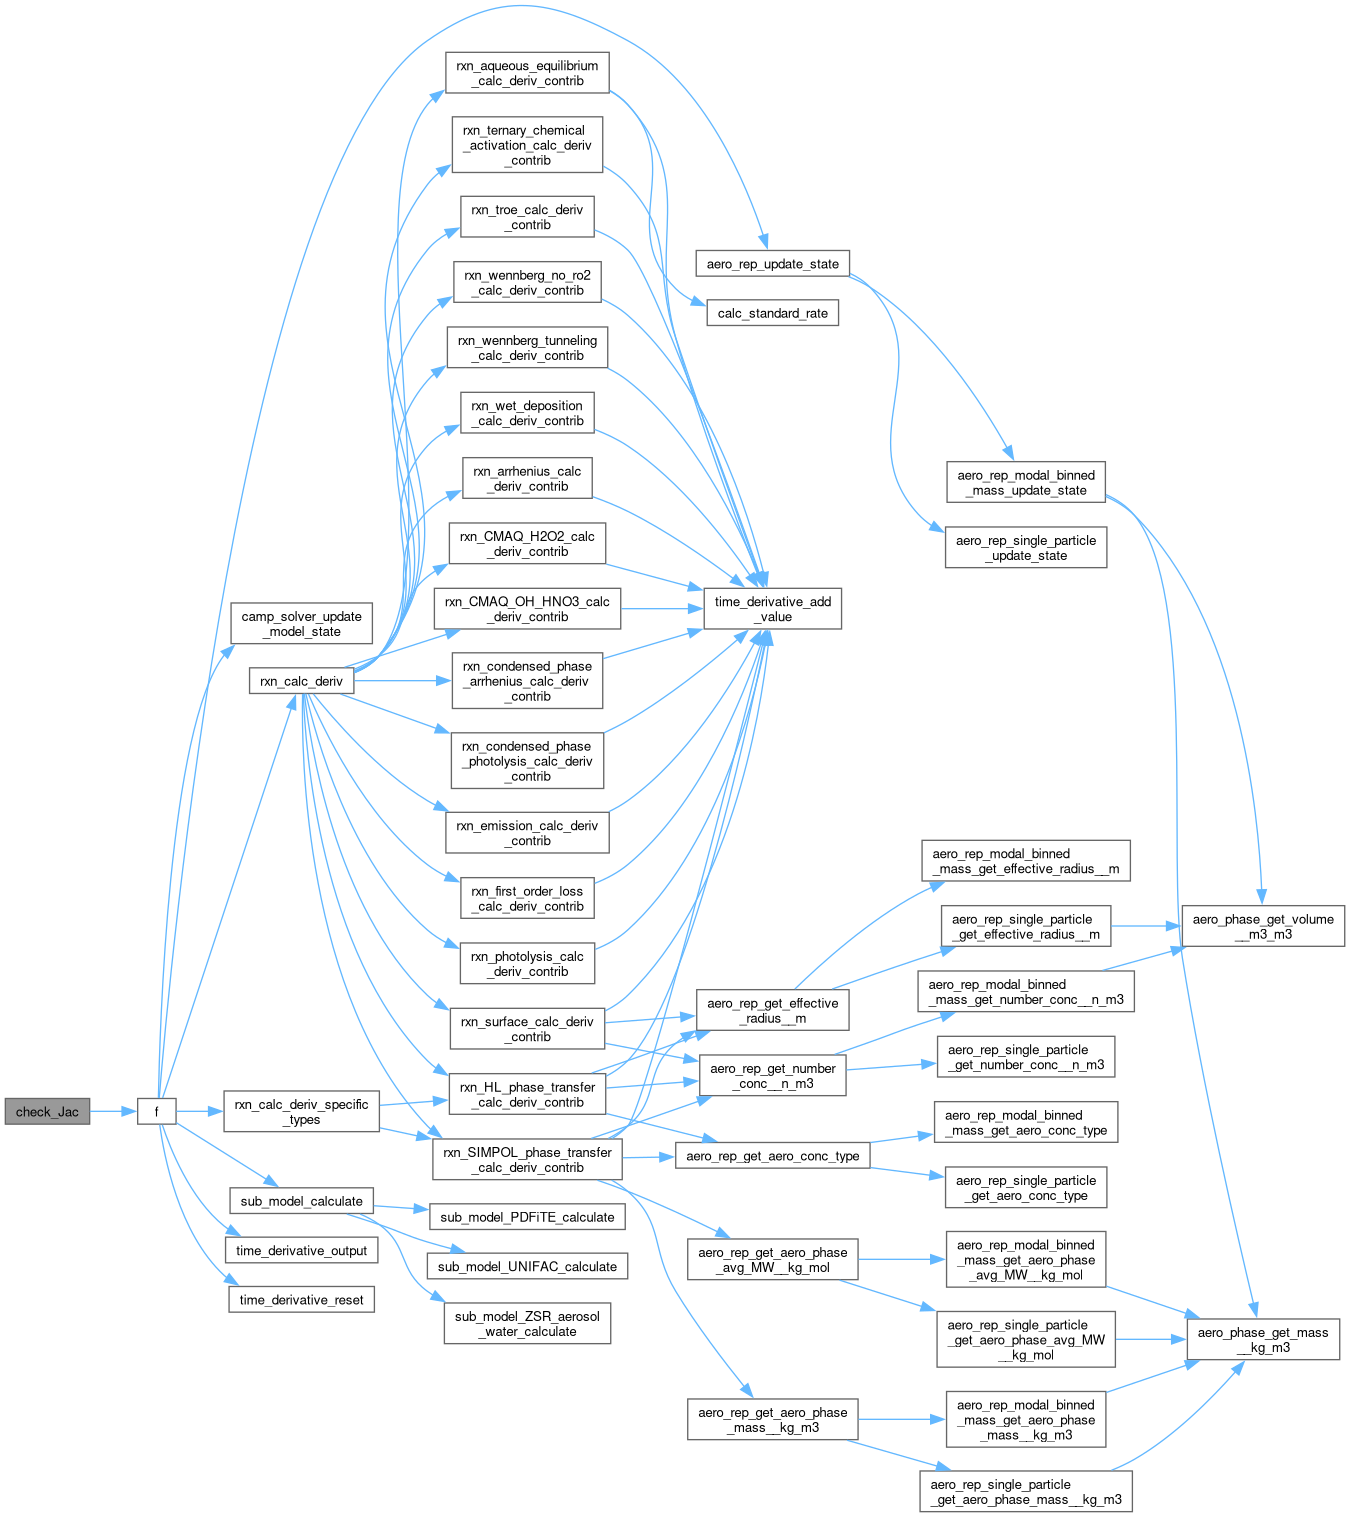 check_Jac
f
camp_solver_update
_model_state
rxn_calc_deriv
rxn_calc_deriv_specific
_types
sub_model_calculate
time_derivative_output
time_derivative_reset
rxn_aqueous_equilibrium
_calc_deriv_contrib
rxn_ternary_chemical
_activation_calc_deriv
_contrib
rxn_troe_calc_deriv
_contrib
rxn_wennberg_no_ro2
_calc_deriv_contrib
rxn_wennberg_tunneling
_calc_deriv_contrib
rxn_wet_deposition
_calc_deriv_contrib
rxn_arrhenius_calc
_deriv_contrib
rxn_CMAQ_H2O2_calc
_deriv_contrib
rxn_CMAQ_OH_HNO3_calc
_deriv_contrib
rxn_condensed_phase
_arrhenius_calc_deriv
_contrib
rxn_condensed_phase
_photolysis_calc_deriv
_contrib
rxn_emission_calc_deriv
_contrib
rxn_first_order_loss
_calc_deriv_contrib
rxn_photolysis_calc
_deriv_contrib
rxn_surface_calc_deriv
_contrib
rxn_HL_phase_transfer
_calc_deriv_contrib
rxn_SIMPOL_phase_transfer
_calc_deriv_contrib
sub_model_PDFiTE_calculate
sub_model_UNIFAC_calculate
sub_model_ZSR_aerosol
_water_calculate
aero_rep_update_state
calc_standard_rate
time_derivative_add
_value
aero_rep_get_effective
_radius__m
aero_rep_get_number
_conc__n_m3
aero_rep_get_aero_conc_type
aero_rep_get_aero_phase
_avg_MW__kg_mol
aero_rep_get_aero_phase
_mass__kg_m3
aero_rep_modal_binned
_mass_update_state
aero_rep_single_particle
_update_state
aero_rep_modal_binned
_mass_get_effective_radius__m
aero_rep_single_particle
_get_effective_radius__m
aero_rep_modal_binned
_mass_get_number_conc__n_m3
aero_rep_single_particle
_get_number_conc__n_m3
aero_rep_modal_binned
_mass_get_aero_conc_type
aero_rep_single_particle
_get_aero_conc_type
aero_rep_modal_binned
_mass_get_aero_phase
_avg_MW__kg_mol
aero_rep_single_particle
_get_aero_phase_avg_MW
__kg_mol
aero_rep_modal_binned
_mass_get_aero_phase
_mass__kg_m3
aero_rep_single_particle
_get_aero_phase_mass__kg_m3
aero_phase_get_volume
__m3_m3
aero_phase_get_mass
__kg_m3